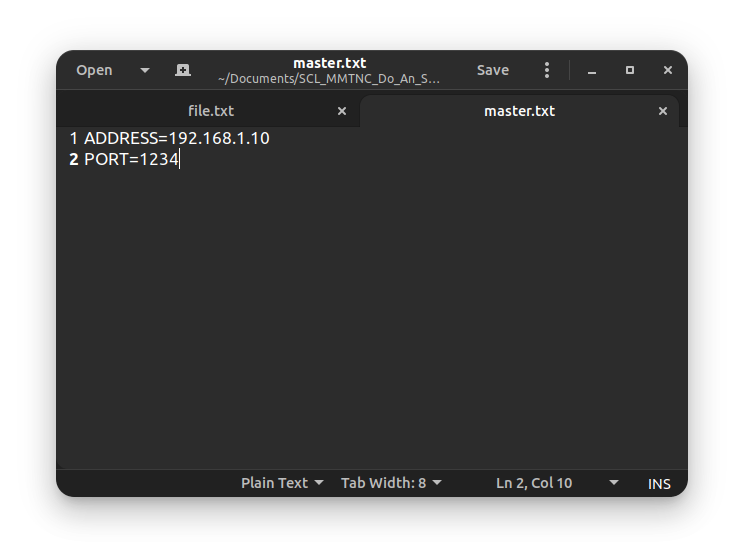 Open
master.txt
~/Documents/SCL_MMTNC_Do_An_S...
Save
file.txt
master.txt
1 ADDRESS=192.168.1.10
2 PORT=1234
Plain Text
Tab Width: 8
Ln 2, Col 10
INS